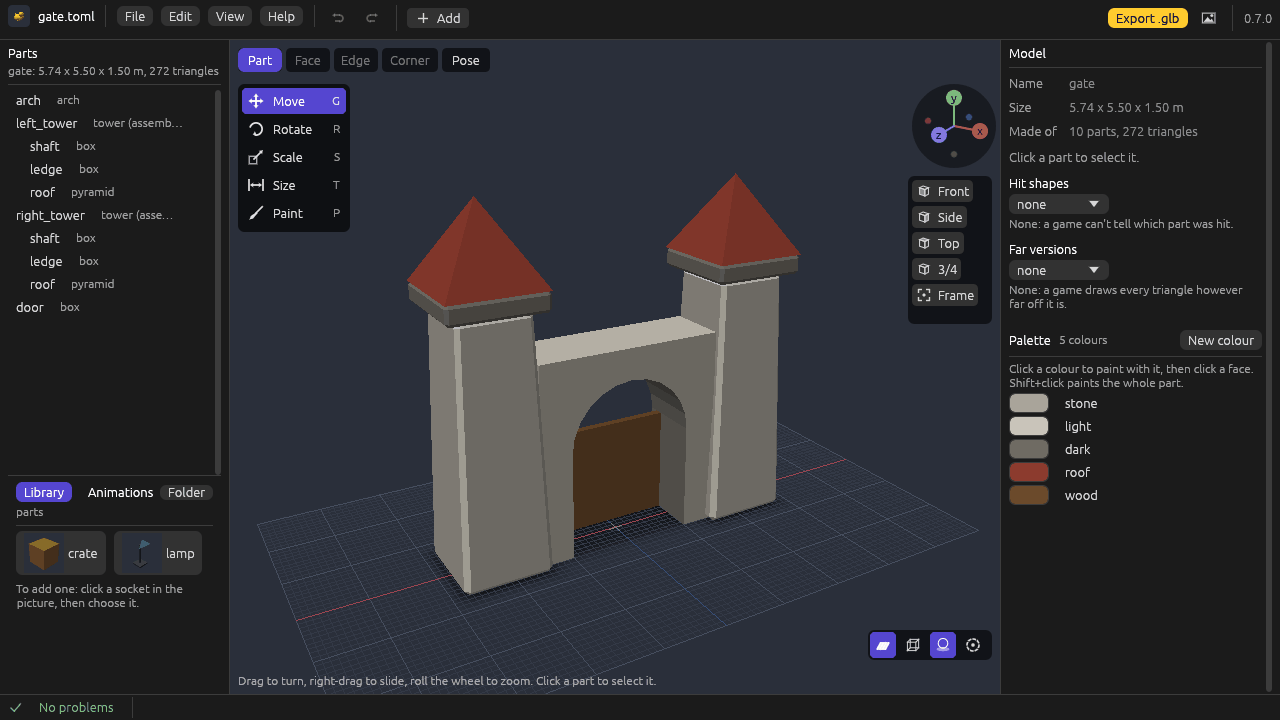 gate.toml File Edit View Help + Add Export .glb 0.7.0
Parts
gate: 5.74 x 5.50 x 1.50 m, 272 triangles
arch arch
left_tower tower (assemb...
shaft box
ledge box
roof pyramid
right_tower tower (asse...
shaft box
ledge box
roof pyramid
door box
Library Animations Folder
parts
crate lamp
To add one: click a socket in the
picture, then choose it.
Part Face Edge Corner Pose
Move G
Rotate R
Scale S
Size T
Paint P
y
x
z
Front
Side
Top
3/4
Frame
Drag to turn, right-drag to slide, roll the wheel to zoom. Click a part to select it.
Model
Name gate
Size 5.74 x 5.50 x 1.50 m
Made of 10 parts, 272 triangles
Click a part to select it.
Hit shapes
none
None: a game can't tell which part was hit.
Far versions
none
None: a game draws every triangle however
far off it is.
Palette 5 colours New colour
Click a colour to paint with it, then click a face.
Shift+click paints the whole part.
stone
light
dark
roof
wood
No problems